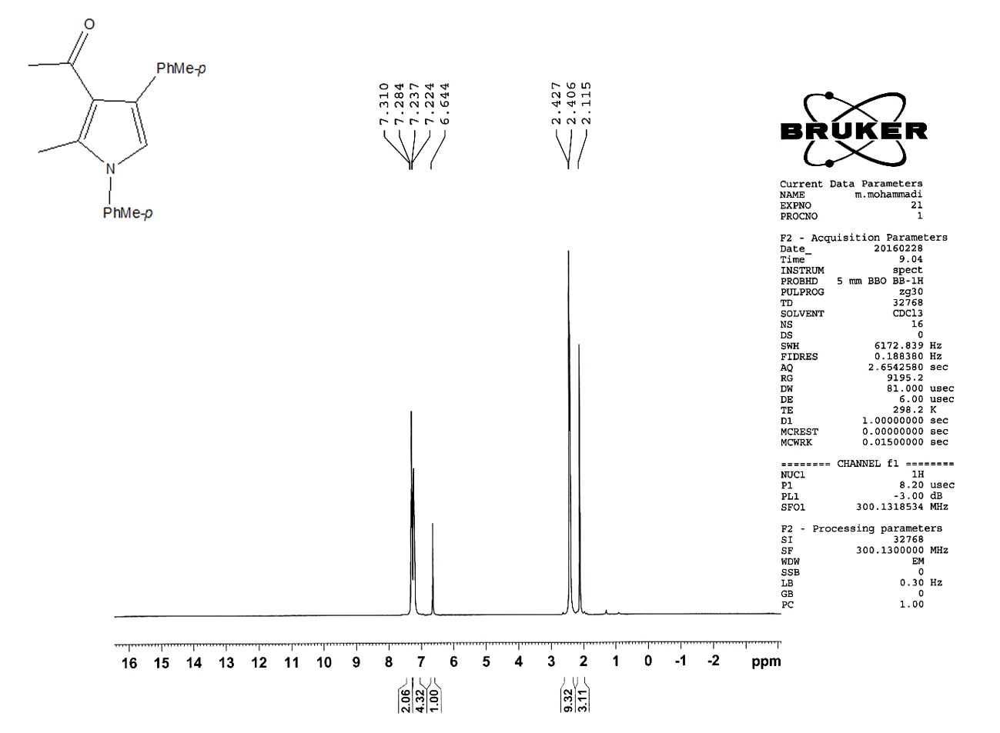 O
PhMe-p
N
PhMe-p
7.310
7.284
7.237
7.224
6.644
2.427
2.406
2.115
BRUKER
Current Data Parameters
NAME m.mohammadi
EXPNO 21
PROCNO 1
F2 - Acquisition Parameters
Date_ 20160228
Time 9.04
INSTRUM spect
PROBHD 5 mm BBO BB-1H
PULPROG zg30
TD 32768
SOLVENT CDCl3
NS 16
DS 0
SWH 6172.839 Hz
FIDRES 0.188380 Hz
AQ 2.6542580 sec
RG 9195.2
DW 81.000 usec
DE 6.00 usec
TE 298.2 K
D1 1.00000000 sec
MCREST 0.00000000 sec
MCWRK 0.01500000 sec
======== CHANNEL f1 ========
NUC1 1H
P1 8.20 usec
PL1 -3.00 dB
SFO1 300.1318534 MHz
F2 - Processing parameters
SI 32768
SF 300.1300000 MHz
WDW EM
SSB 0
LB 0.30 Hz
GB 0
PC 1.00
16 15 14 13 12 11 10 9 8 7 6 5 4 3 2 1 0 -1 -2 ppm
2.06
4.32
1.00
9.32
3.11